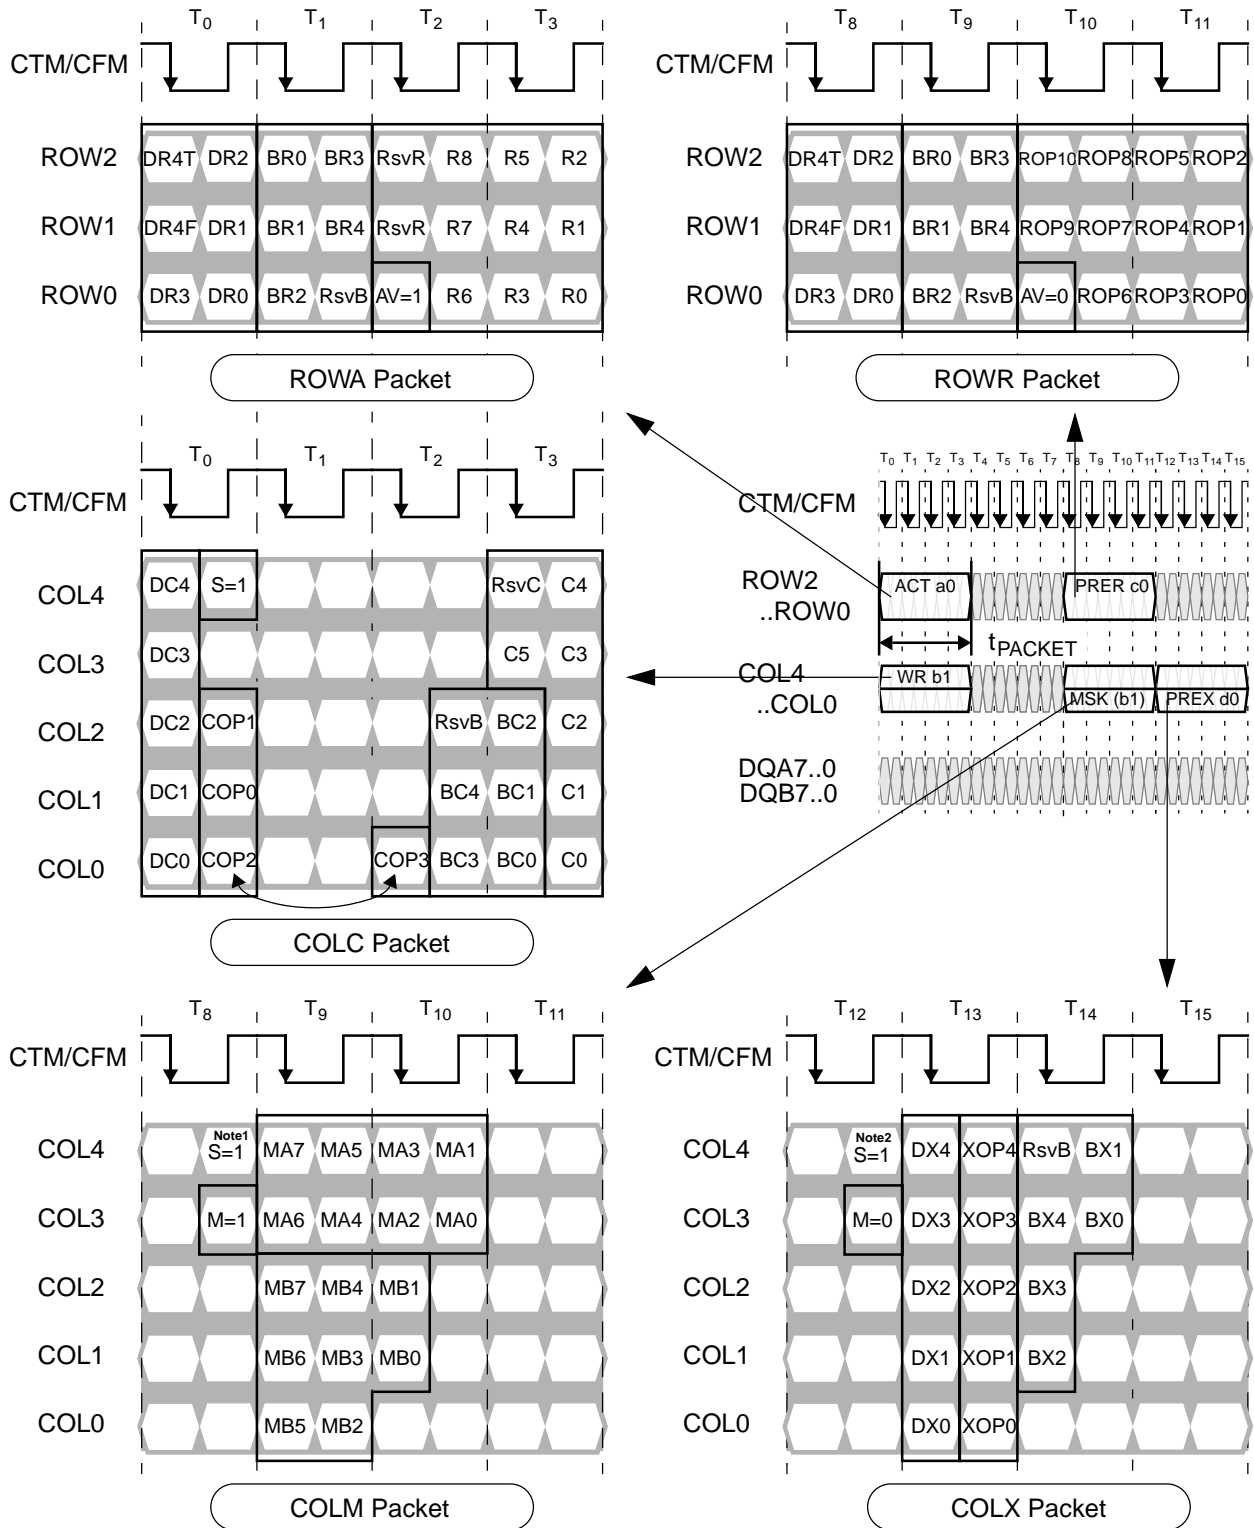 T0 T1 T2 T3
CTM/CFM
ROW2 DR4T DR2 BR0 BR3 RsvR R8 R5 R2
ROW1 DR4F DR1 BR1 BR4 RsvR R7 R4 R1
ROW0 DR3 DR0 BR2 RsvB AV=1 R6 R3 R0
ROWA Packet
T8 T9 T10 T11
CTM/CFM
ROW2 DR4T DR2 BR0 BR3 ROP10 ROP8 ROP5 ROP2
ROW1 DR4F DR1 BR1 BR4 ROP9 ROP7 ROP4 ROP1
ROW0 DR3 DR0 BR2 RsvB AV=0 ROP6 ROP3 ROP0
ROWR Packet
T0 T1 T2 T3
CTM/CFM
COL4 DC4 S=1 RsvC C4
COL3 DC3 C5 C3
COL2 DC2 COP1 RsvB BC2 C2
COL1 DC1 COP0 BC4 BC1 C1
COL0 DC0 COP2 COP3 BC3 BC0 C0
COLC Packet
T0 T1 T2 T3 T4 T5 T6 T7 T8 T9 T10 T11 T12 T13 T14 T15
CTM/CFM
ROW2 ACT a0 PRER c0
..ROW0
tPACKET
COL4 WR b1
..COL0 MSK (b1) PREX d0
DQA7..0
DQB7..0
T8 T9 T10 T11
CTM/CFM
Note1
COL4 S=1 MA7 MA5 MA3 MA1
COL3 M=1 MA6 MA4 MA2 MA0
COL2 MB7 MB4 MB1
COL1 MB6 MB3 MB0
COL0 MB5 MB2
COLM Packet
T12 T13 T14 T15
CTM/CFM
Note2
COL4 S=1 DX4 XOP4 RsvB BX1
COL3 M=0 DX3 XOP3 BX4 BX0
COL2 DX2 XOP2 BX3
COL1 DX1 XOP1 BX2
COL0 DX0 XOP0
COLX Packet